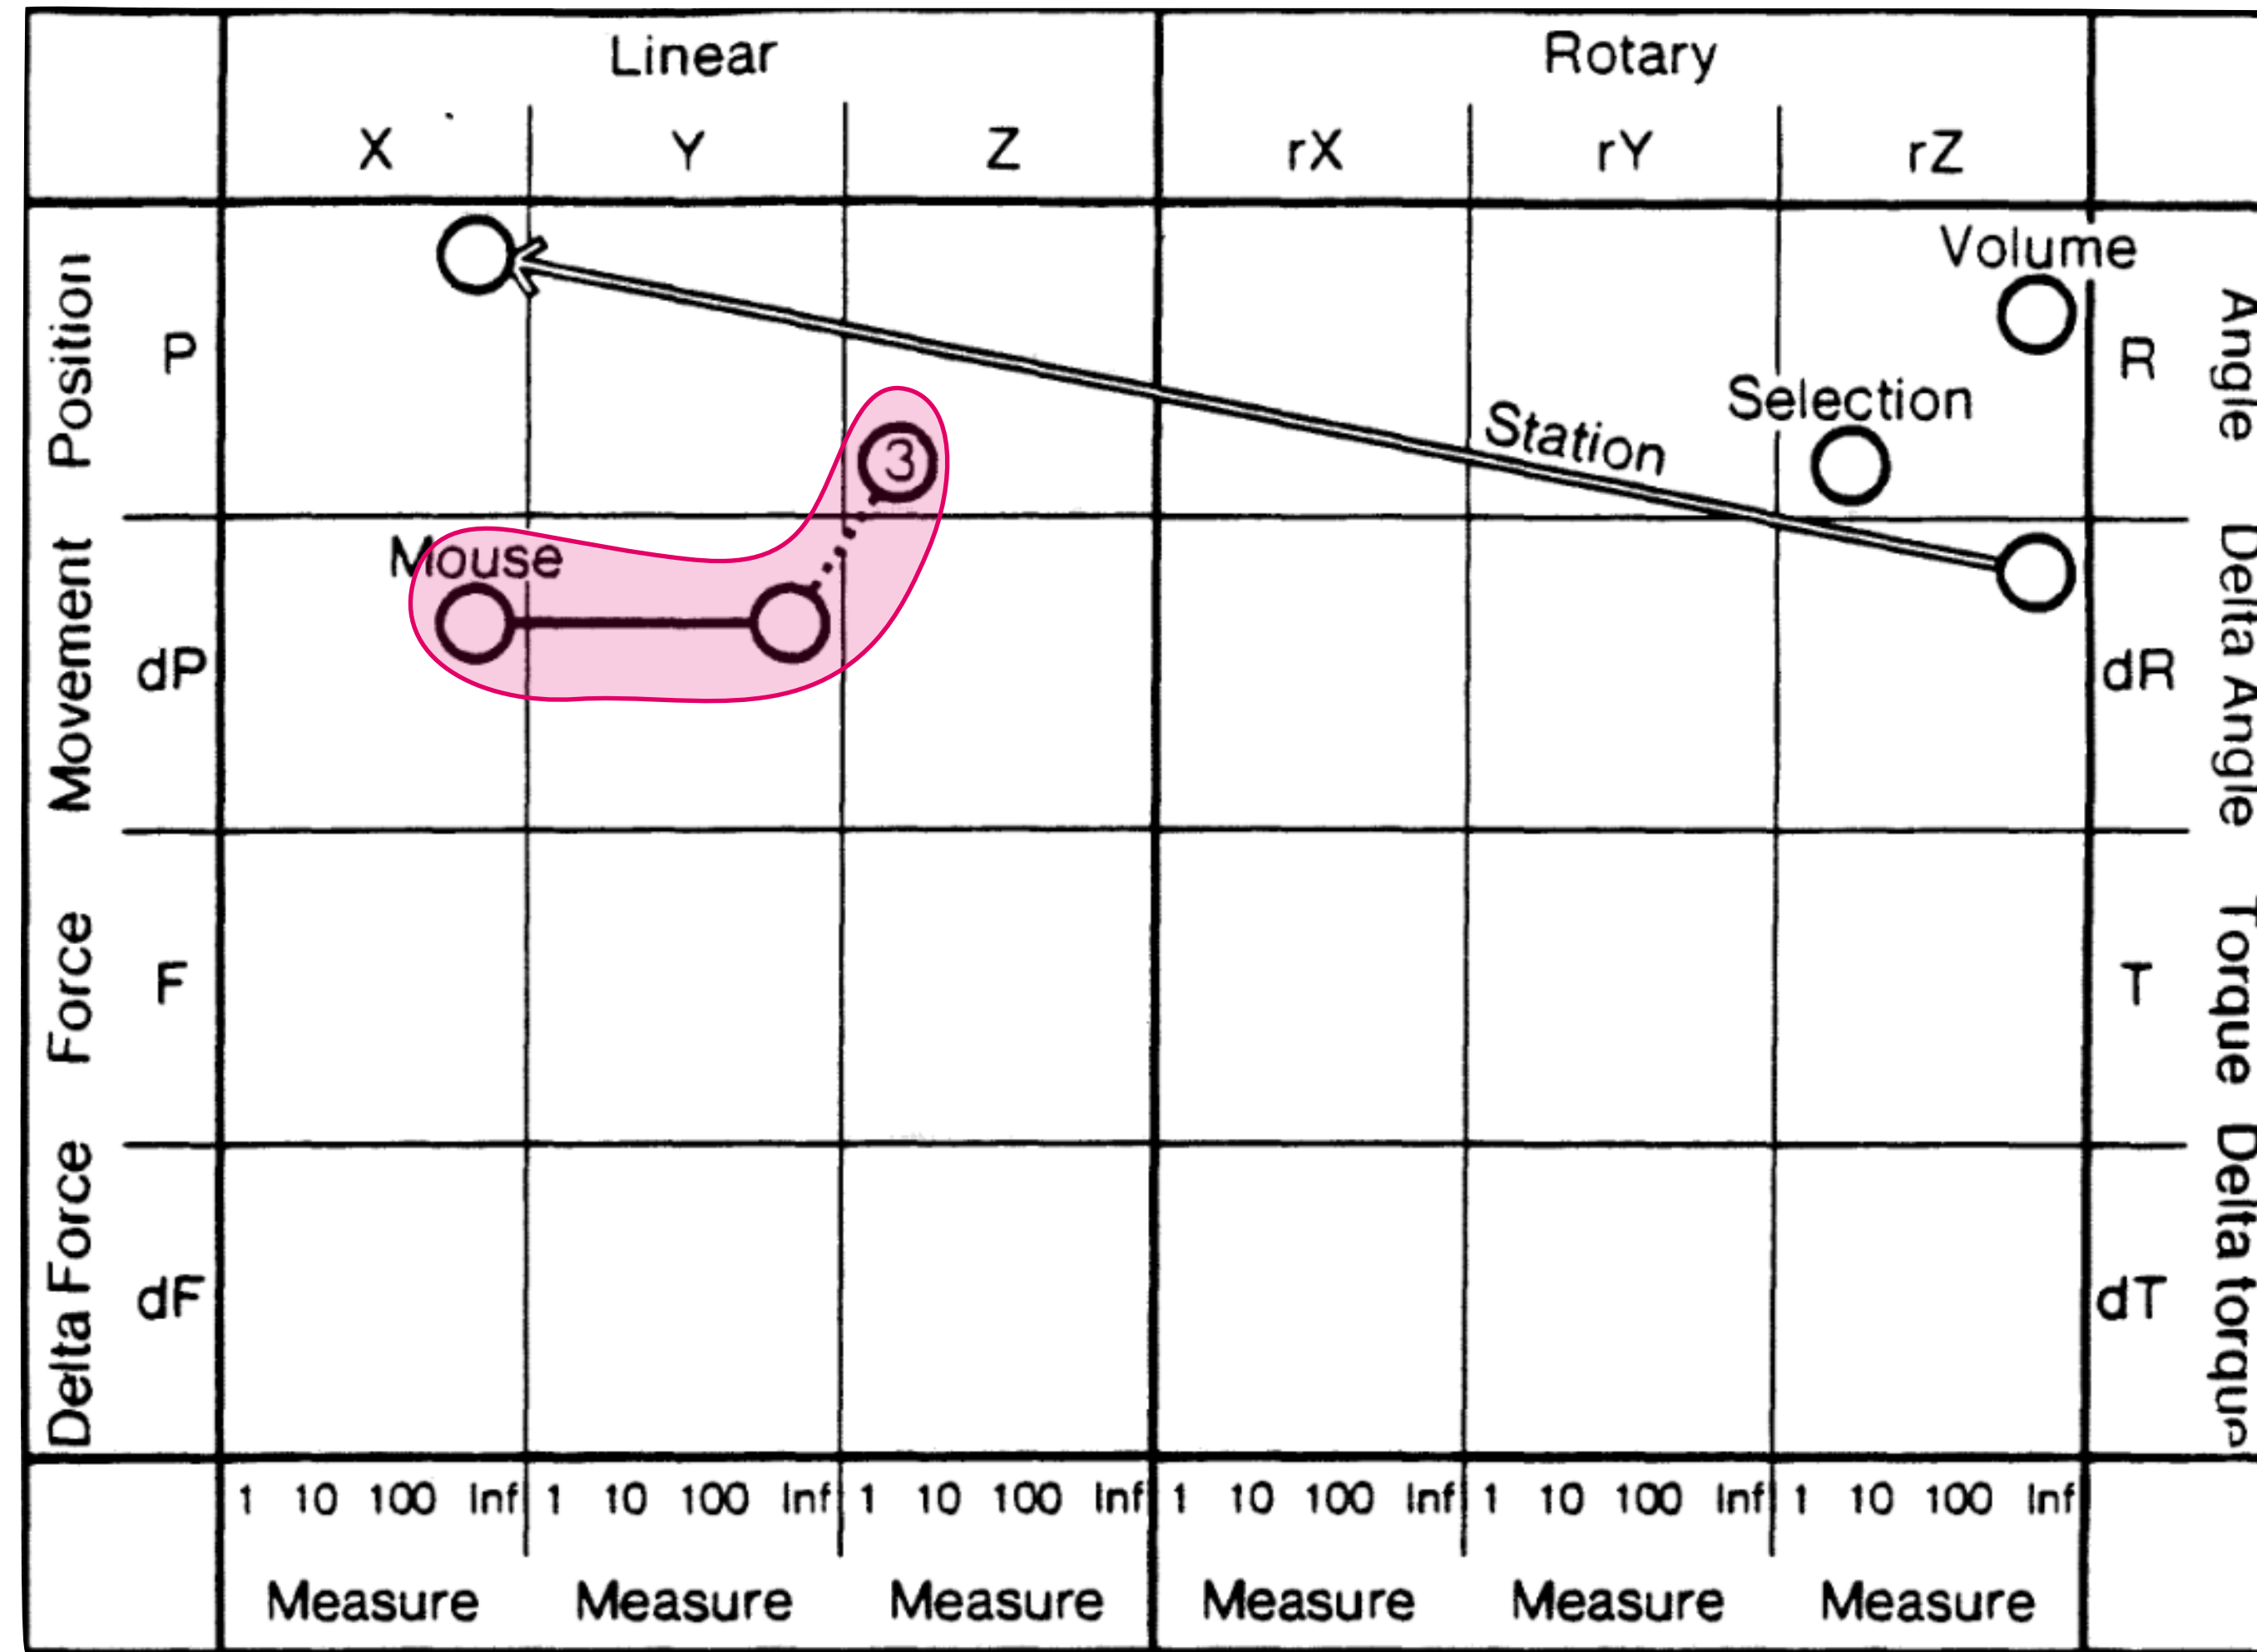 Linear Rotary
X Y Z rX rY rZ
Position P
Volume
Selection
Station
3
R Angle
Movement dP
Mouse
dR Delta Angle
Force F
T Torque
Delta Force dF
dT Delta torque
1 10 100 Inf 1 10 100 Inf 1 10 100 Inf 1 10 100 Inf 1 10 100 Inf 1 10 100 Inf
Measure Measure Measure Measure Measure Measure